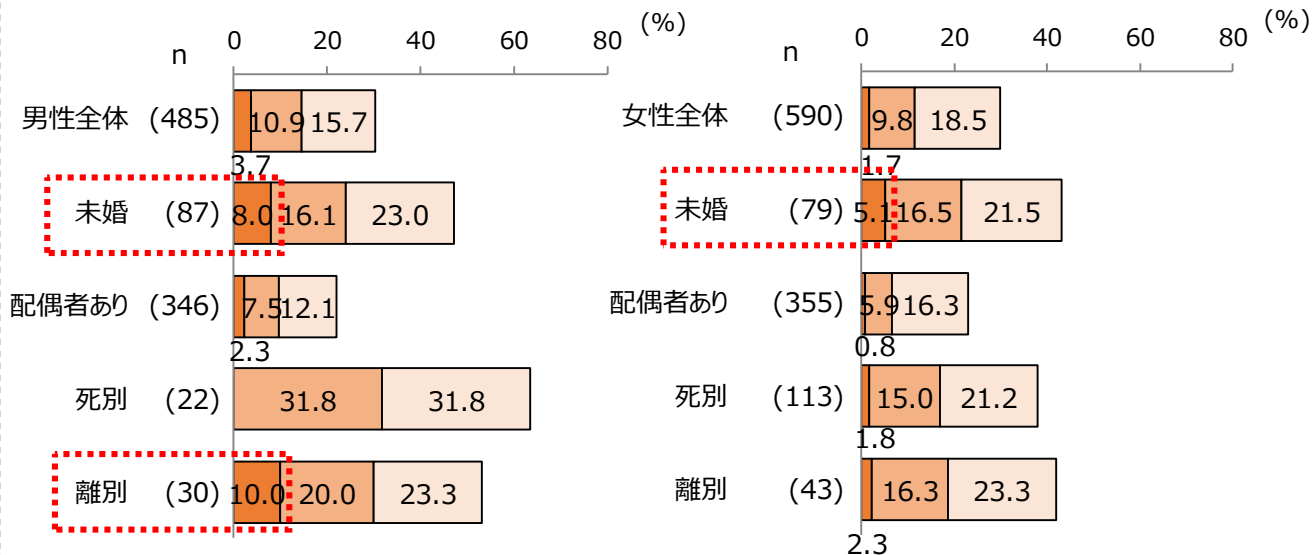 n 0 20 40 60 80 (%)
男性全体 (485) 10.9 15.7
3.7
未婚 (87) 8.0 16.1 23.0
配偶者あり (346) 7.5 12.1
2.3
死別 (22) 31.8 31.8
離別 (30) 10.0 20.0 23.3
n 0 20 40 60 80 (%)
女性全体 (590) 9.8 18.5
1.7
未婚 (79) 5.1 16.5 21.5
配偶者あり (355) 5.9 16.3
0.8
死別 (113) 15.0 21.2
1.8
離別 (43) 16.3 23.3
2.3